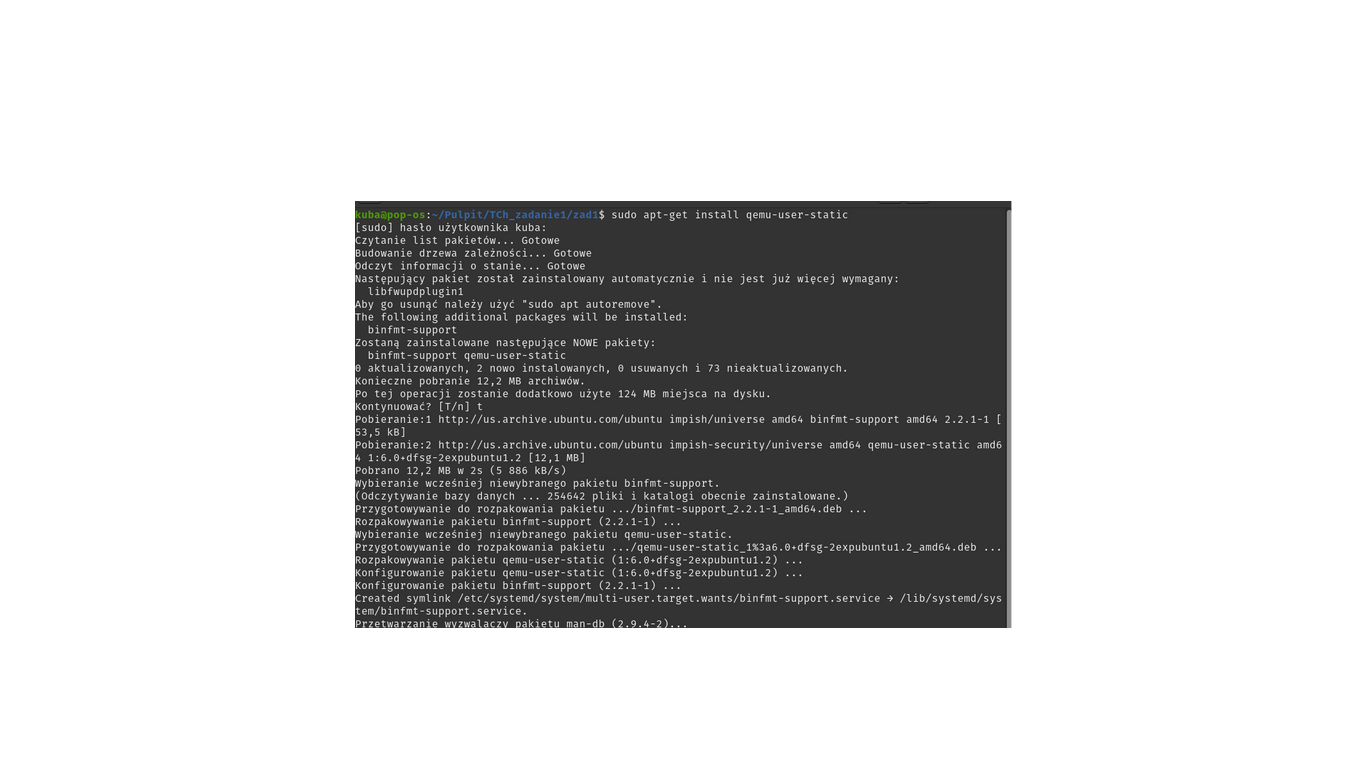 kuba@pop-os:~/Pulpit/TCh_zadanie1/zad1$ sudo apt-get install qemu-user-static
[sudo] hasło użytkownika kuba:
Czytanie list pakietów... Gotowe
Budowanie drzewa zależności... Gotowe
Odczyt informacji o stanie... Gotowe
Następujący pakiet został zainstalowany automatycznie i nie jest już więcej wymagany:
  libfwupdplugin1
Aby go usunąć należy użyć "sudo apt autoremove".
The following additional packages will be installed:
  binfmt-support
Zostaną zainstalowane następujące NOWE pakiety:
  binfmt-support qemu-user-static
0 aktualizowanych, 2 nowo instalowanych, 0 usuwanych i 73 nieaktualizowanych.
Konieczne pobranie 12,2 MB archiwów.
Po tej operacji zostanie dodatkowo użyte 124 MB miejsca na dysku.
Kontynuować? [T/n] t
Pobieranie:1 http://us.archive.ubuntu.com/ubuntu impish/universe amd64 binfmt-support amd64 2.2.1-1 [
53,5 kB]
Pobieranie:2 http://us.archive.ubuntu.com/ubuntu impish-security/universe amd64 qemu-user-static amd6
4 1:6.0+dfsg-2expubuntu1.2 [12,1 MB]
Pobrano 12,2 MB w 2s (5 886 kB/s)
Wybieranie wcześniej niewybranego pakietu binfmt-support.
(Odczytywanie bazy danych ... 254642 pliki i katalogi obecnie zainstalowane.)
Przygotowywanie do rozpakowania pakietu .../binfmt-support_2.2.1-1_amd64.deb ...
Rozpakowywanie pakietu binfmt-support (2.2.1-1) ...
Wybieranie wcześniej niewybranego pakietu qemu-user-static.
Przygotowywanie do rozpakowania pakietu .../qemu-user-static_1%3a6.0+dfsg-2expubuntu1.2_amd64.deb ...
Rozpakowywanie pakietu qemu-user-static (1:6.0+dfsg-2expubuntu1.2) ...
Konfigurowanie pakietu qemu-user-static (1:6.0+dfsg-2expubuntu1.2) ...
Konfigurowanie pakietu binfmt-support (2.2.1-1) ...
Created symlink /etc/systemd/system/multi-user.target.wants/binfmt-support.service → /lib/systemd/sys
tem/binfmt-support.service.
Przetwarzanie wyzwalaczy pakietu man-db (2.9.4-2)...